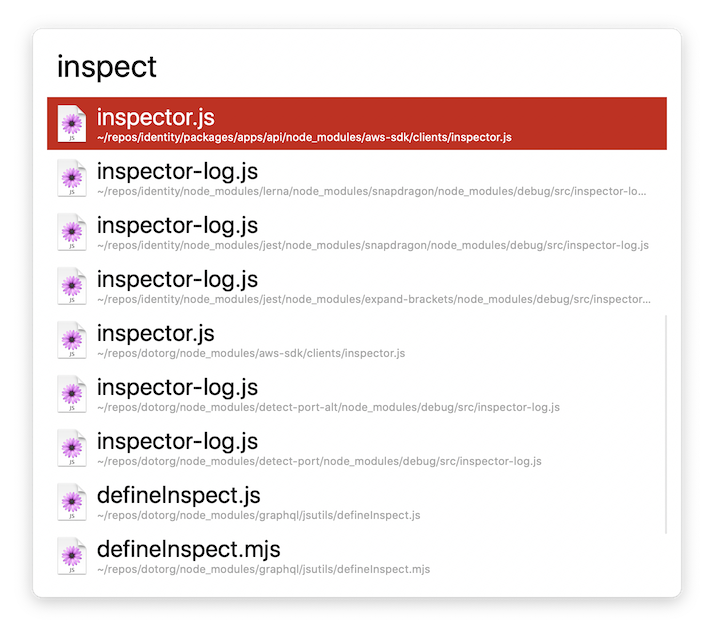 inspect
inspector.js
JS
~/repos/identity/packages/apps/api/node_modules/aws-sdk/clients/inspector.js
inspector-log.js
JS
~/repos/identity/node_modules/lerna/node_modules/snapdragon/node_modules/debug/src/inspector-lo...
inspector-log.js
JS
~/repos/identity/node_modules/jest/node_modules/snapdragon/node_modules/debug/src/inspector-log.js
inspector-log.js
JS
~/repos/identity/node_modules/jest/node_modules/expand-brackets/node_modules/debug/src/inspector...
inspector.js
JS
~/repos/dotorg/node_modules/aws-sdk/clients/inspector.js
inspector-log.js
JS
~/repos/dotorg/node_modules/detect-port-alt/node_modules/debug/src/inspector-log.js
inspector-log.js
JS
~/repos/dotorg/node_modules/detect-port/node_modules/debug/src/inspector-log.js
defineInspect.js
JS
~/repos/dotorg/node_modules/graphql/jsutils/defineInspect.js
defineInspect.mjs
JS
~/repos/dotorg/node_modules/graphql/jsutils/defineInspect.mjs